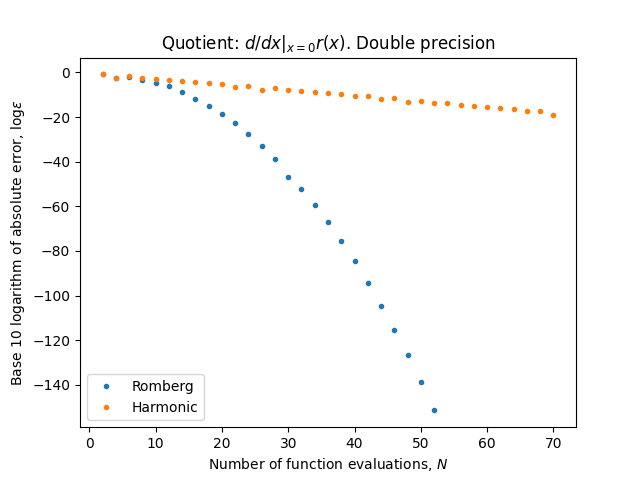 Quotient: d/dx|ₓ₌₀r(x). Double precision
Base 10 logarithm of absolute error, logε
0
−20
−40
−60
−80
−100
−120
−140
Romberg
Harmonic
0 10 20 30 40 50 60 70
Number of function evaluations, N